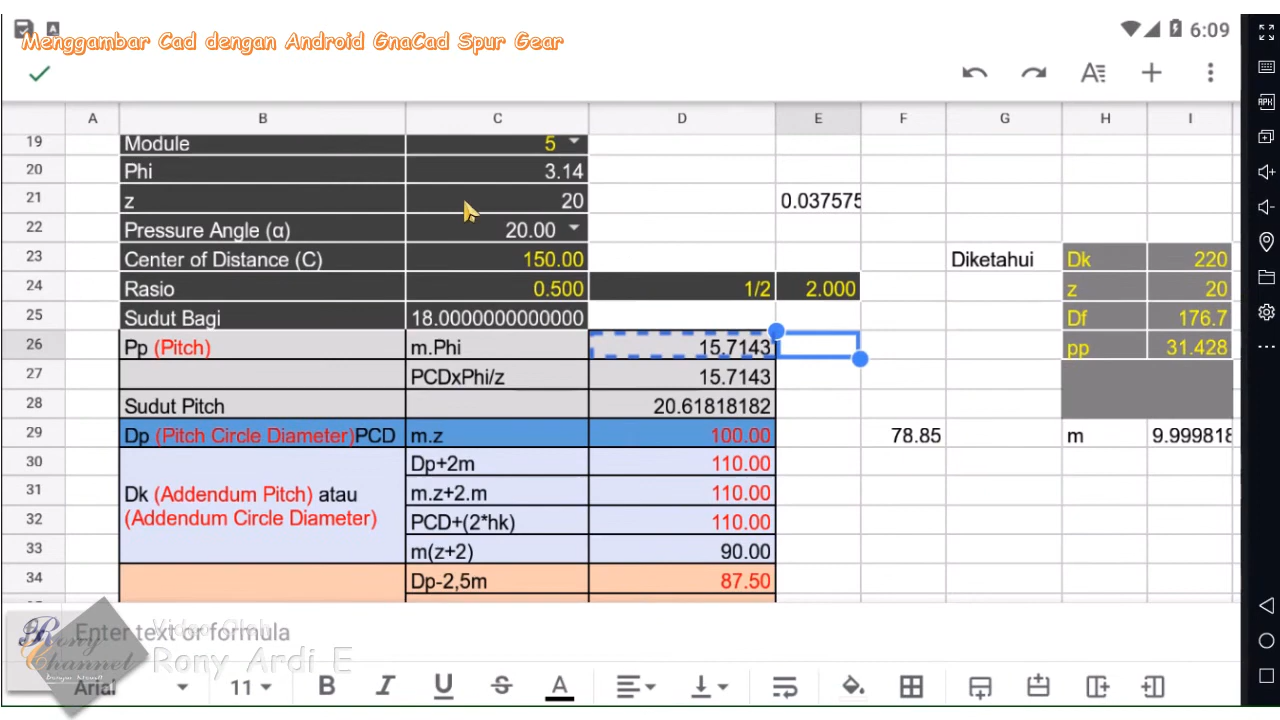 Menggambar Cad dengan Android GnaCad Spur Gear
6:09
A B C D E F G H I
19 Module 5
20 Phi 3.14
21 z 20 0.037575
22 Pressure Angle (α) 20.00
23 Center of Distance (C) 150.00 Diketahui Dk 220
24 Rasio 0.500 1/2 2.000 z 20
25 Sudut Bagi 18.0000000000000 Df 176.7
26 Pp (Pitch) m.Phi 15.7143 pp 31.428
27 PCDxPhi/z 15.7143
28 Sudut Pitch 20.61818182
29 Dp (Pitch Circle Diameter)PCD m.z 100.00 78.85 m 9.999818
30 Dp+2m 110.00
31 Dk (Addendum Pitch) atau m.z+2.m 110.00
32 (Addendum Circle Diameter) PCD+(2*hk) 110.00
33 m(z+2) 90.00
34 Dp-2,5m 87.50
Enter text or formula
Video Oleh
Rony Ardi E
Rony
Channel
Arial 11 B I U S A